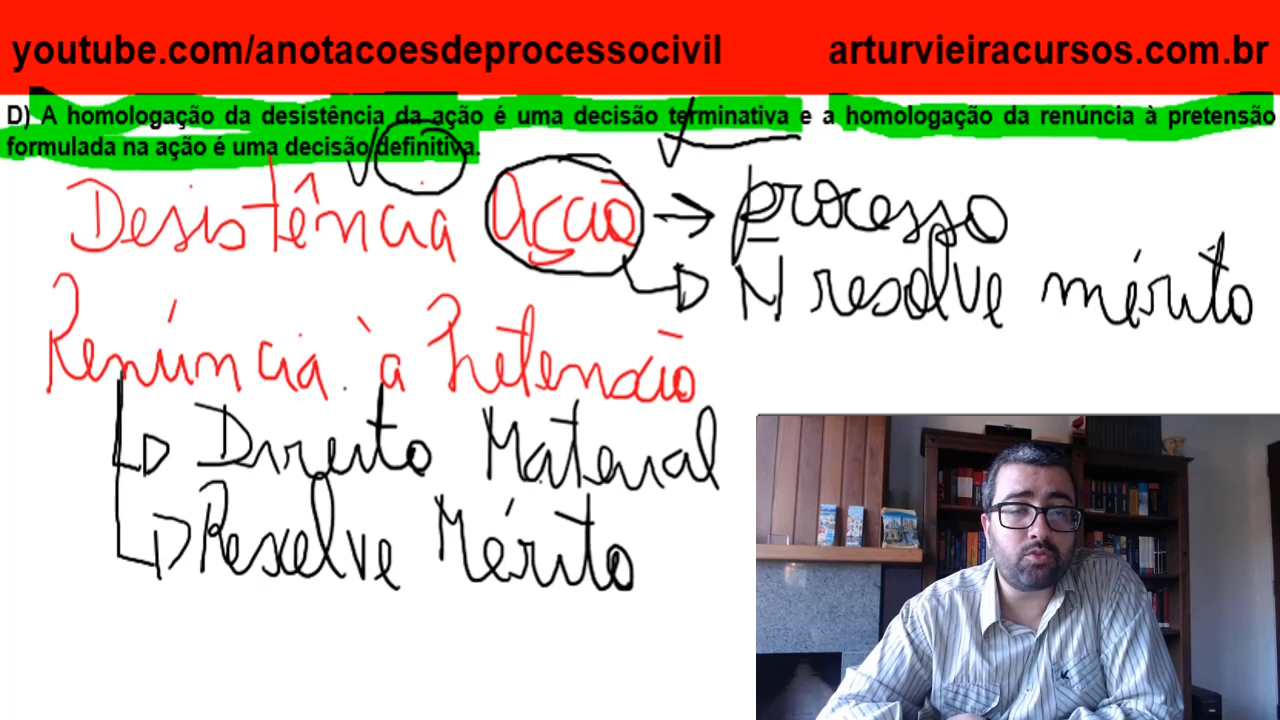 youtube.com/anotacoesdeprocessocivil arturvieiracursos.com.br
D) A homologação da desistência da ação é uma decisão terminativa e a homologação da renúncia à pretensão
formulada na ação é uma decisão definitiva.
Desistência Ação → processo
N resolve mérito
Renúncia à Pretensão
Direito Material
Resolve Mérito